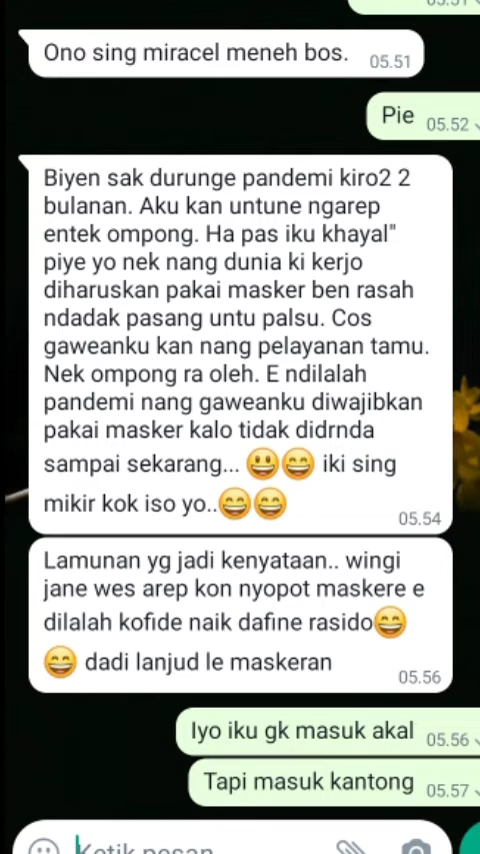 05.51
Ono sing miracel meneh bos. 05.51
Pie 05.52
Biyen sak durunge pandemi kiro2 2
bulanan. Aku kan untune ngarep
entek ompong. Ha pas iku khayal"
piye yo nek nang dunia ki kerjo
diharuskan pakai masker ben rasah
ndadak pasang untu palsu. Cos
gaweanku kan nang pelayanan tamu.
Nek ompong ra oleh. E ndilalah
pandemi nang gaweanku diwajibkan
pakai masker kalo tidak didrnda
sampai sekarang... 😃😄 iki sing
mikir kok iso yo..😄😄
05.54
Lamunan yg jadi kenyataan.. wingi
jane wes arep kon nyopot maskere e
dilalah kofide naik dafine rasido😄
😄 dadi lanjud le maskeran
05.56
Iyo iku gk masuk akal 05.56
Tapi masuk kantong 05.57
Ketik pesan